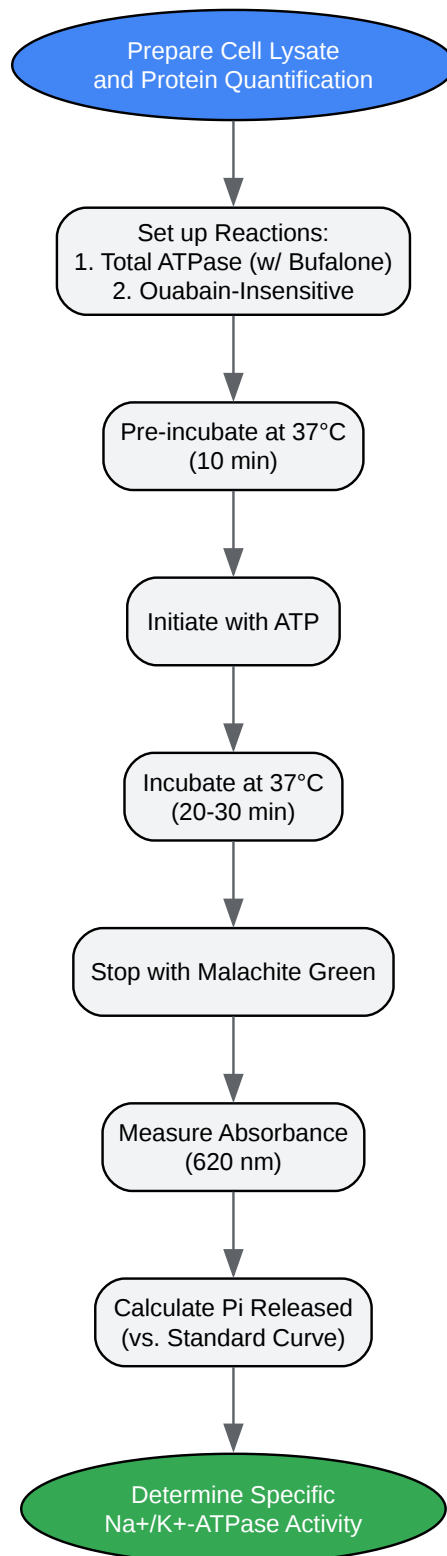 Prepare Cell Lysate
and Protein Quantification
Set up Reactions:
1. Total ATPase (w/ Bufalone)
2. Ouabain-Insensitive
Pre-incubate at 37°C
(10 min)
Initiate with ATP
Incubate at 37°C
(20-30 min)
Stop with Malachite Green
Measure Absorbance
(620 nm)
Calculate Pi Released
(vs. Standard Curve)
Determine Specific
Na+/K+-ATPase Activity